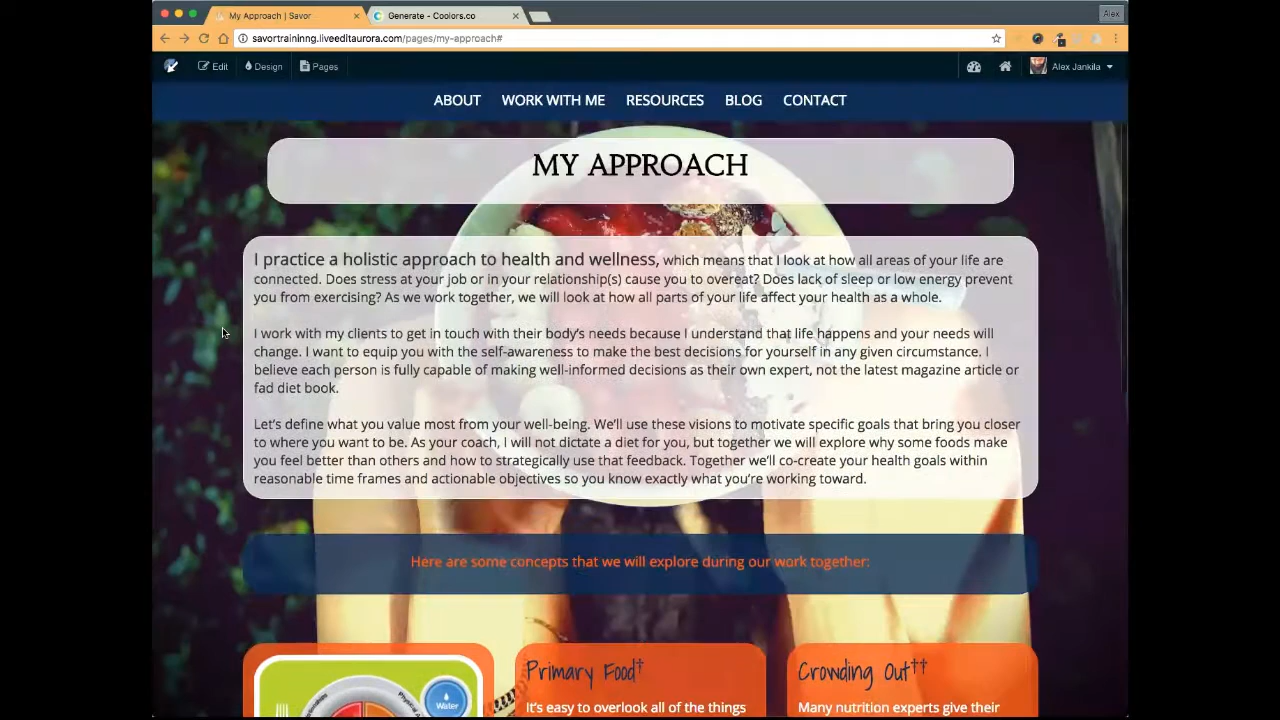 My Approach | Savor
Generate - Coolors.co
Alex
savortraininng.liveeditaurora.com/pages/my-approach#
Edit
Design
Pages
Alex Jankila
ABOUT
WORK WITH ME
RESOURCES
BLOG
CONTACT
MY APPROACH
I practice a holistic approach to health and wellness, which means that I look at how all areas of your life are
connected. Does stress at your job or in your relationship(s) cause you to overeat? Does lack of sleep or low energy prevent
you from exercising? As we work together, we will look at how all parts of your life affect your health as a whole.
I work with my clients to get in touch with their body's needs because I understand that life happens and your needs will
change. I want to equip you with the self-awareness to make the best decisions for yourself in any given circumstance. I
believe each person is fully capable of making well-informed decisions as their own expert, not the latest magazine article or
fad diet book.
Let's define what you value most from your well-being. We'll use these visions to motivate specific goals that bring you closer
to where you want to be. As your coach, I will not dictate a diet for you, but together we will explore why some foods make
you feel better than others and how to strategically use that feedback. Together we'll co-create your health goals within
reasonable time frames and actionable objectives so you know exactly what you're working toward.
Here are some concepts that we will explore during our work together:
Water
Primary Food†
It's easy to overlook all of the things
Crowding Out††
Many nutrition experts give their